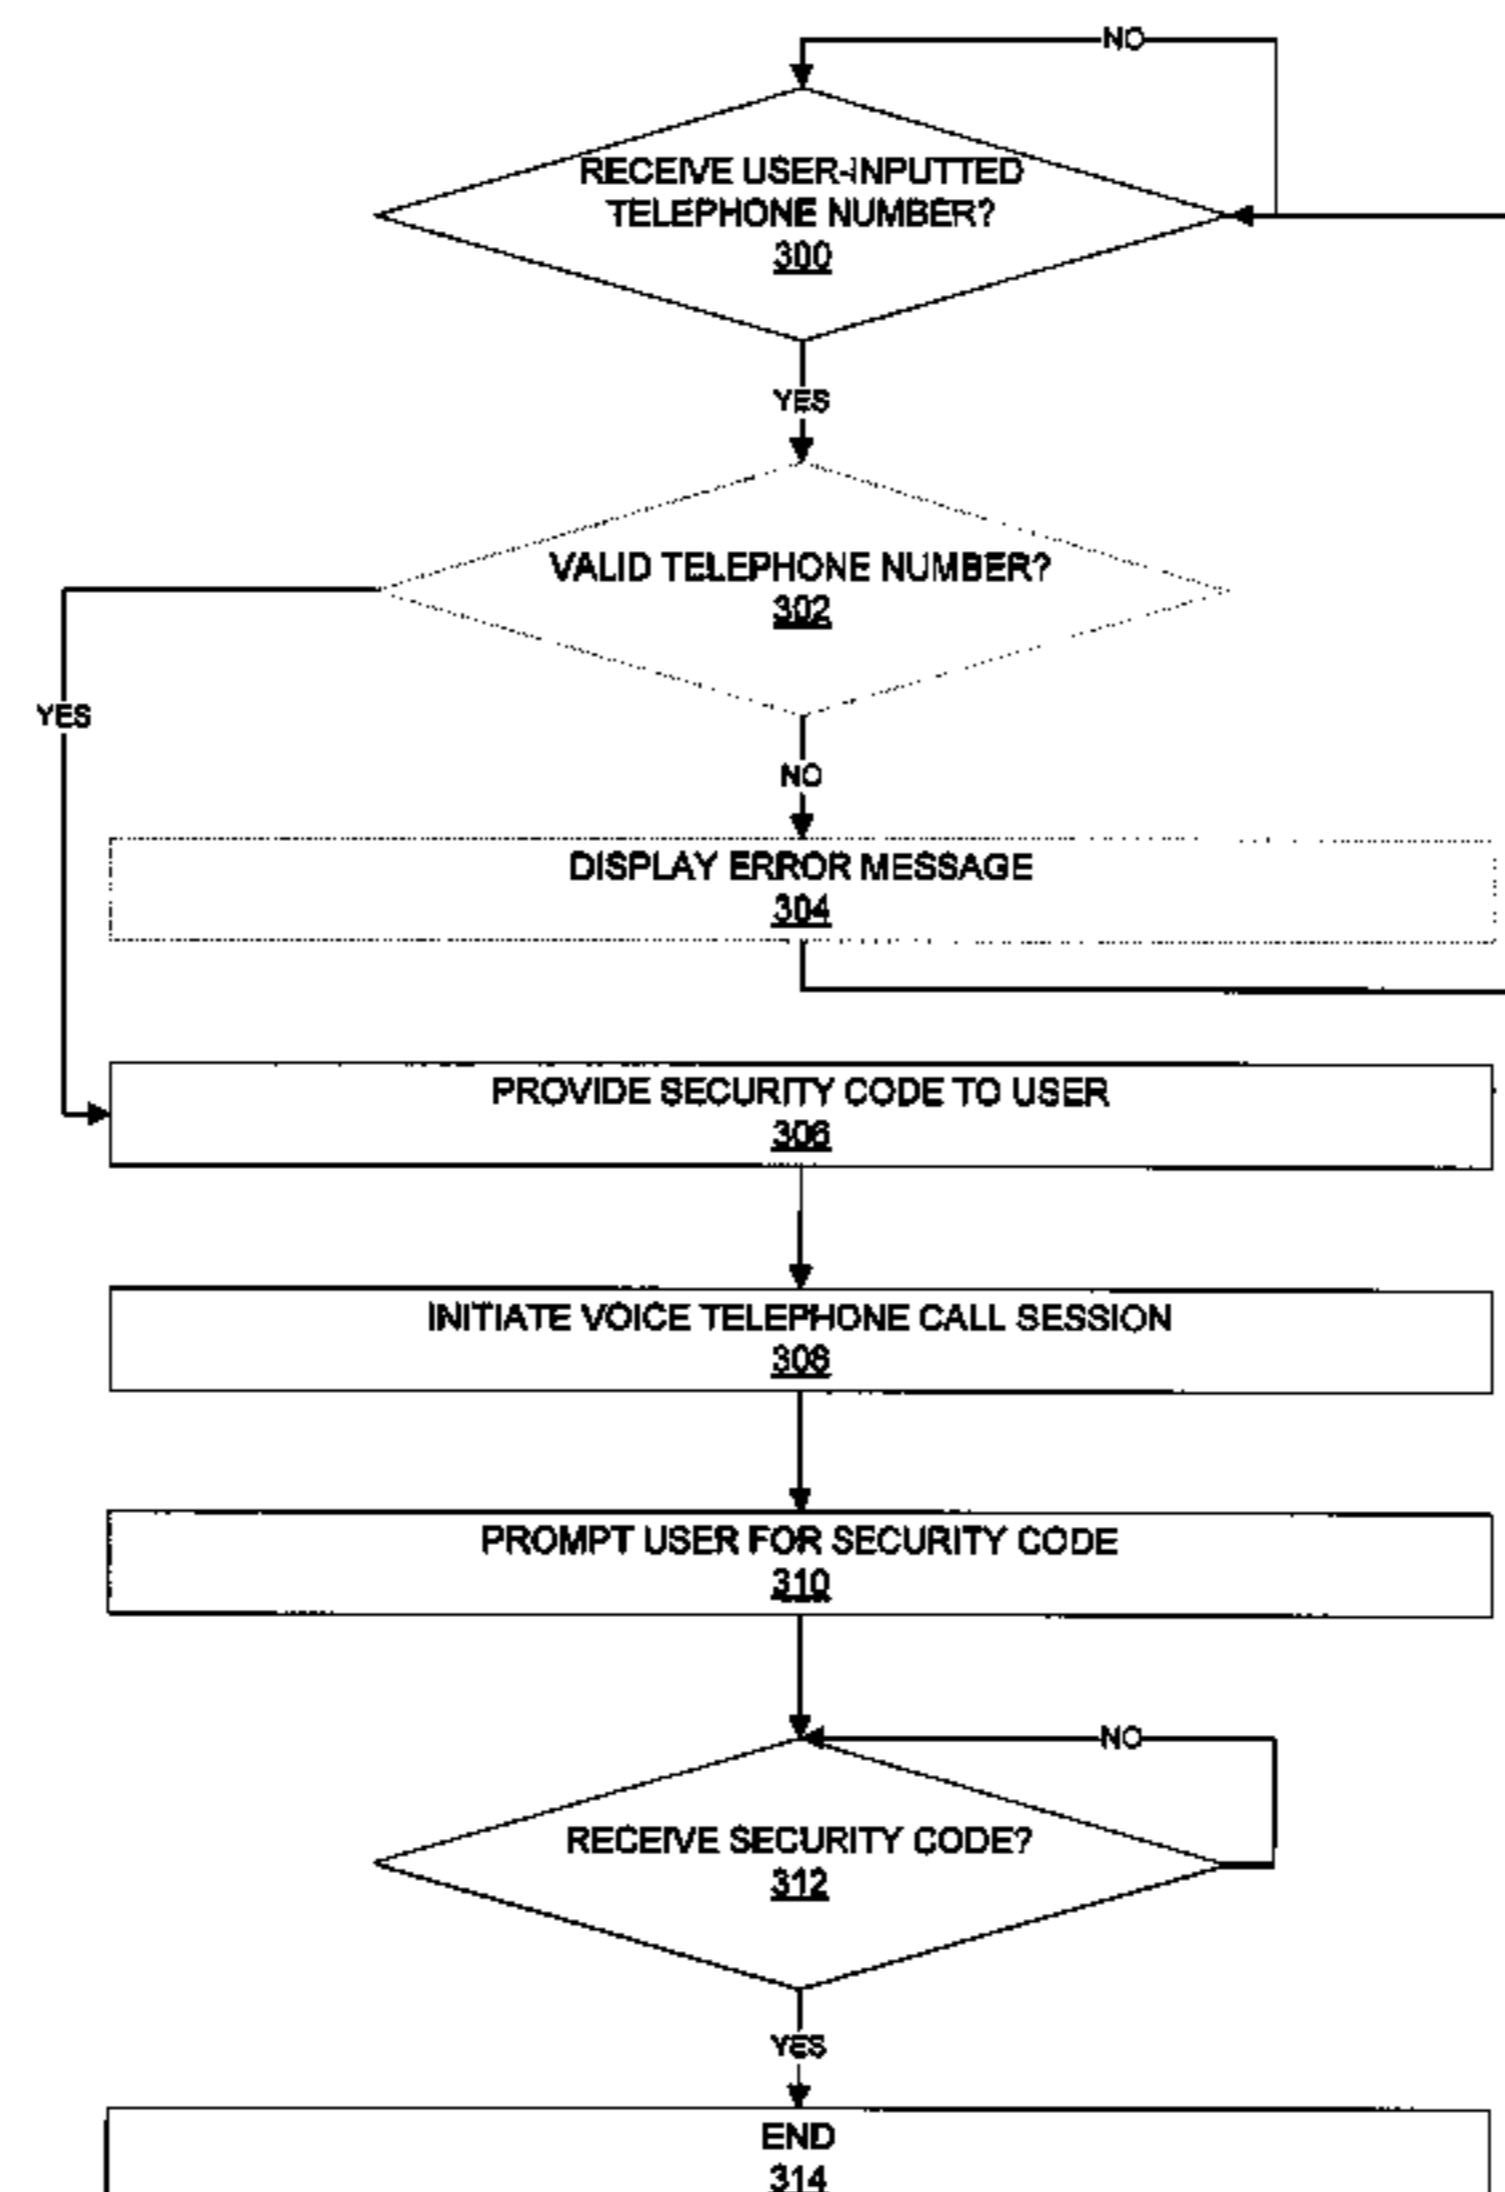 NO
RECEIVE USER-INPUTTED
TELEPHONE NUMBER?
300
YES
VALID TELEPHONE NUMBER?
302
YES
NO
DISPLAY ERROR MESSAGE
304
PROVIDE SECURITY CODE TO USER
306
INITIATE VOICE TELEPHONE CALL SESSION
308
PROMPT USER FOR SECURITY CODE
310
NO
RECEIVE SECURITY CODE?
312
YES
END
314